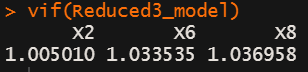 > vif(Reduced3_model)
x2 x6 x8
1.005010 1.033535 1.036958